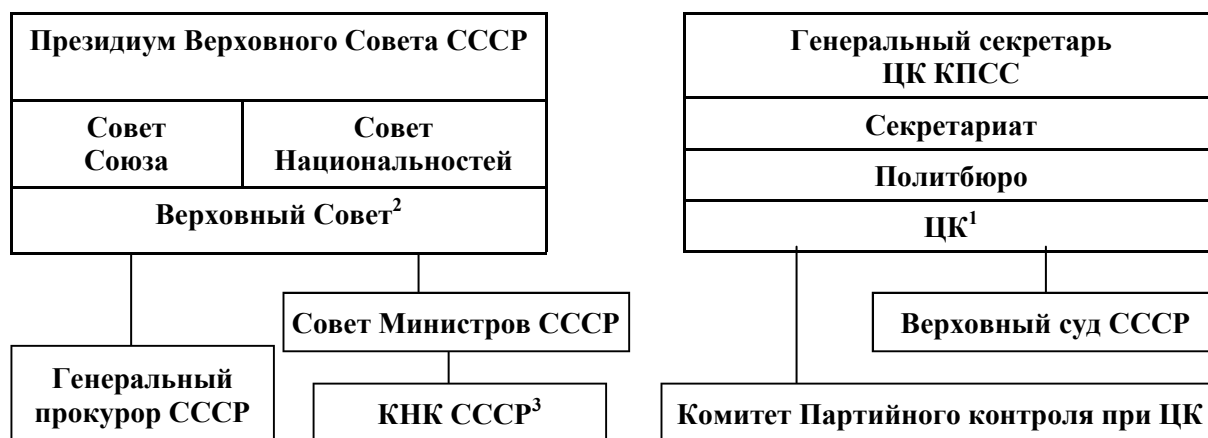 Президиум Верховного Совета СССР
Совет
Союза
Совет
Национальностей
Верховный Совет²
Генеральный
прокурор СССР
Совет Министров СССР
КНК СССР³
Генеральный секретарь
ЦК КПСС
Секретариат
Политбюро
ЦК¹
Верховный суд СССР
Комитет Партийного контроля при ЦК